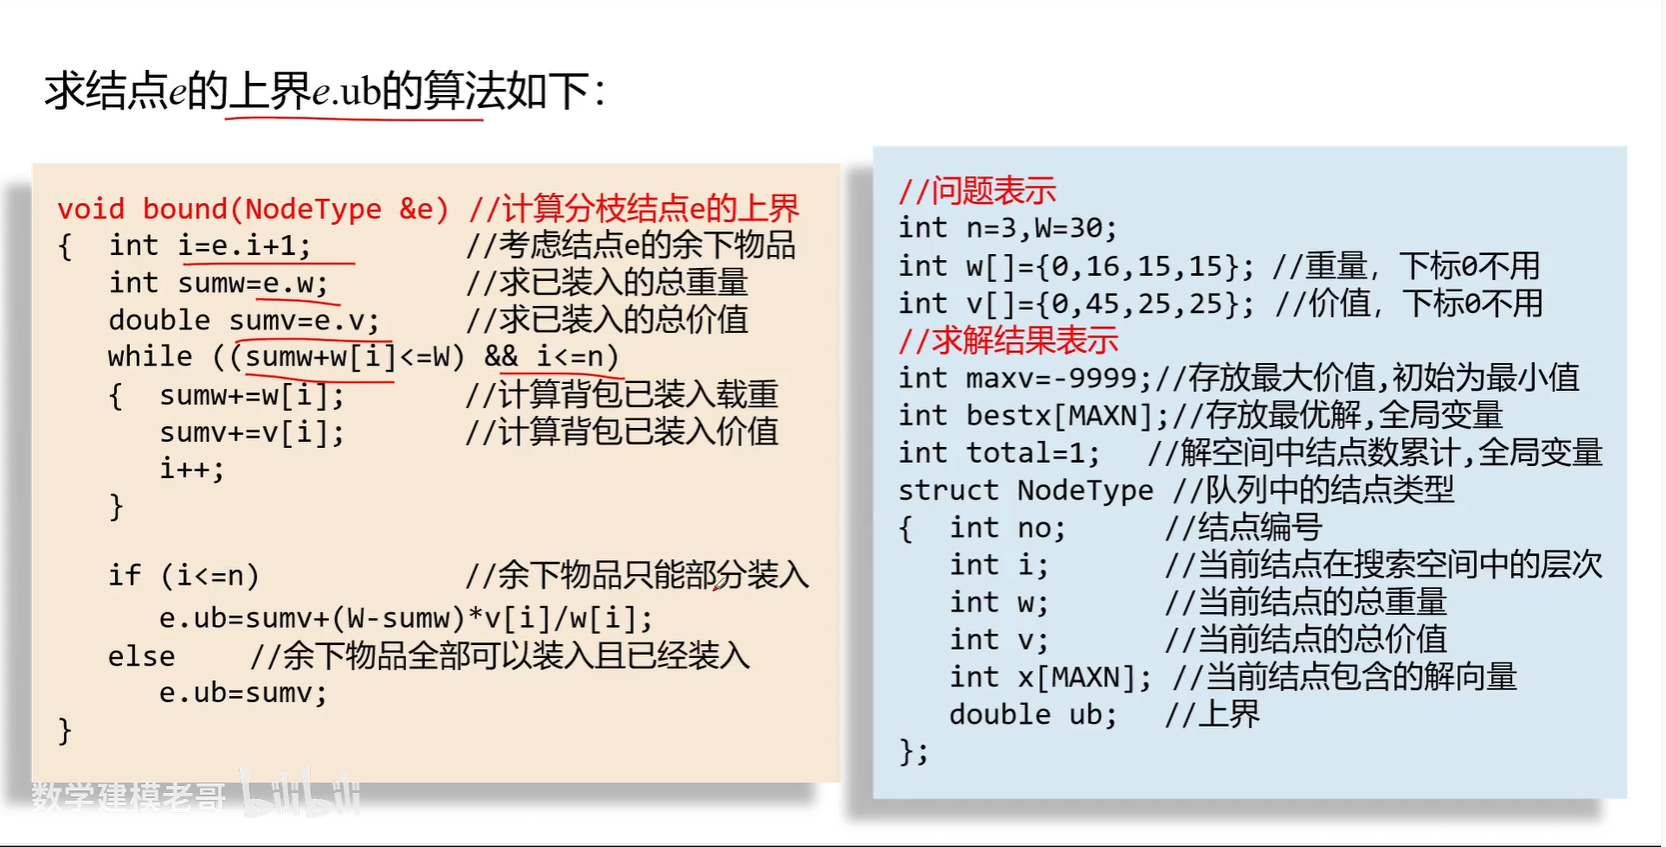 求结点e的上界e.ub的算法如下：
void bound(NodeType &e) //计算分枝结点e的上界
{ int i=e.i+1; //考虑结点e的余下物品
int sumw=e.w; //求已装入的总重量
double sumv=e.v; //求已装入的总价值
while ((sumw+w[i]<=W) && i<=n)
{ sumw+=w[i]; //计算背包已装入载重
sumv+=v[i]; //计算背包已装入价值
i++;
}
if (i<=n) //余下物品只能部分装入
e.ub=sumv+(W-sumw)*v[i]/w[i];
else //余下物品全部可以装入且已经装入
e.ub=sumv;
}
//问题表示
int n=3,W=30;
int w[]={0,16,15,15}; //重量，下标0不用
int v[]={0,45,25,25}; //价值，下标0不用
//求解结果表示
int maxv=-9999;//存放最大价值,初始为最小值
int bestx[MAXN];//存放最优解,全局变量
int total=1; //解空间中结点数累计,全局变量
struct NodeType //队列中的结点类型
{ int no; //结点编号
int i; //当前结点在搜索空间中的层次
int w; //当前结点的总重量
int v; //当前结点的总价值
int x[MAXN]; //当前结点包含的解向量
double ub; //上界
};
数学建模老哥 bilibili